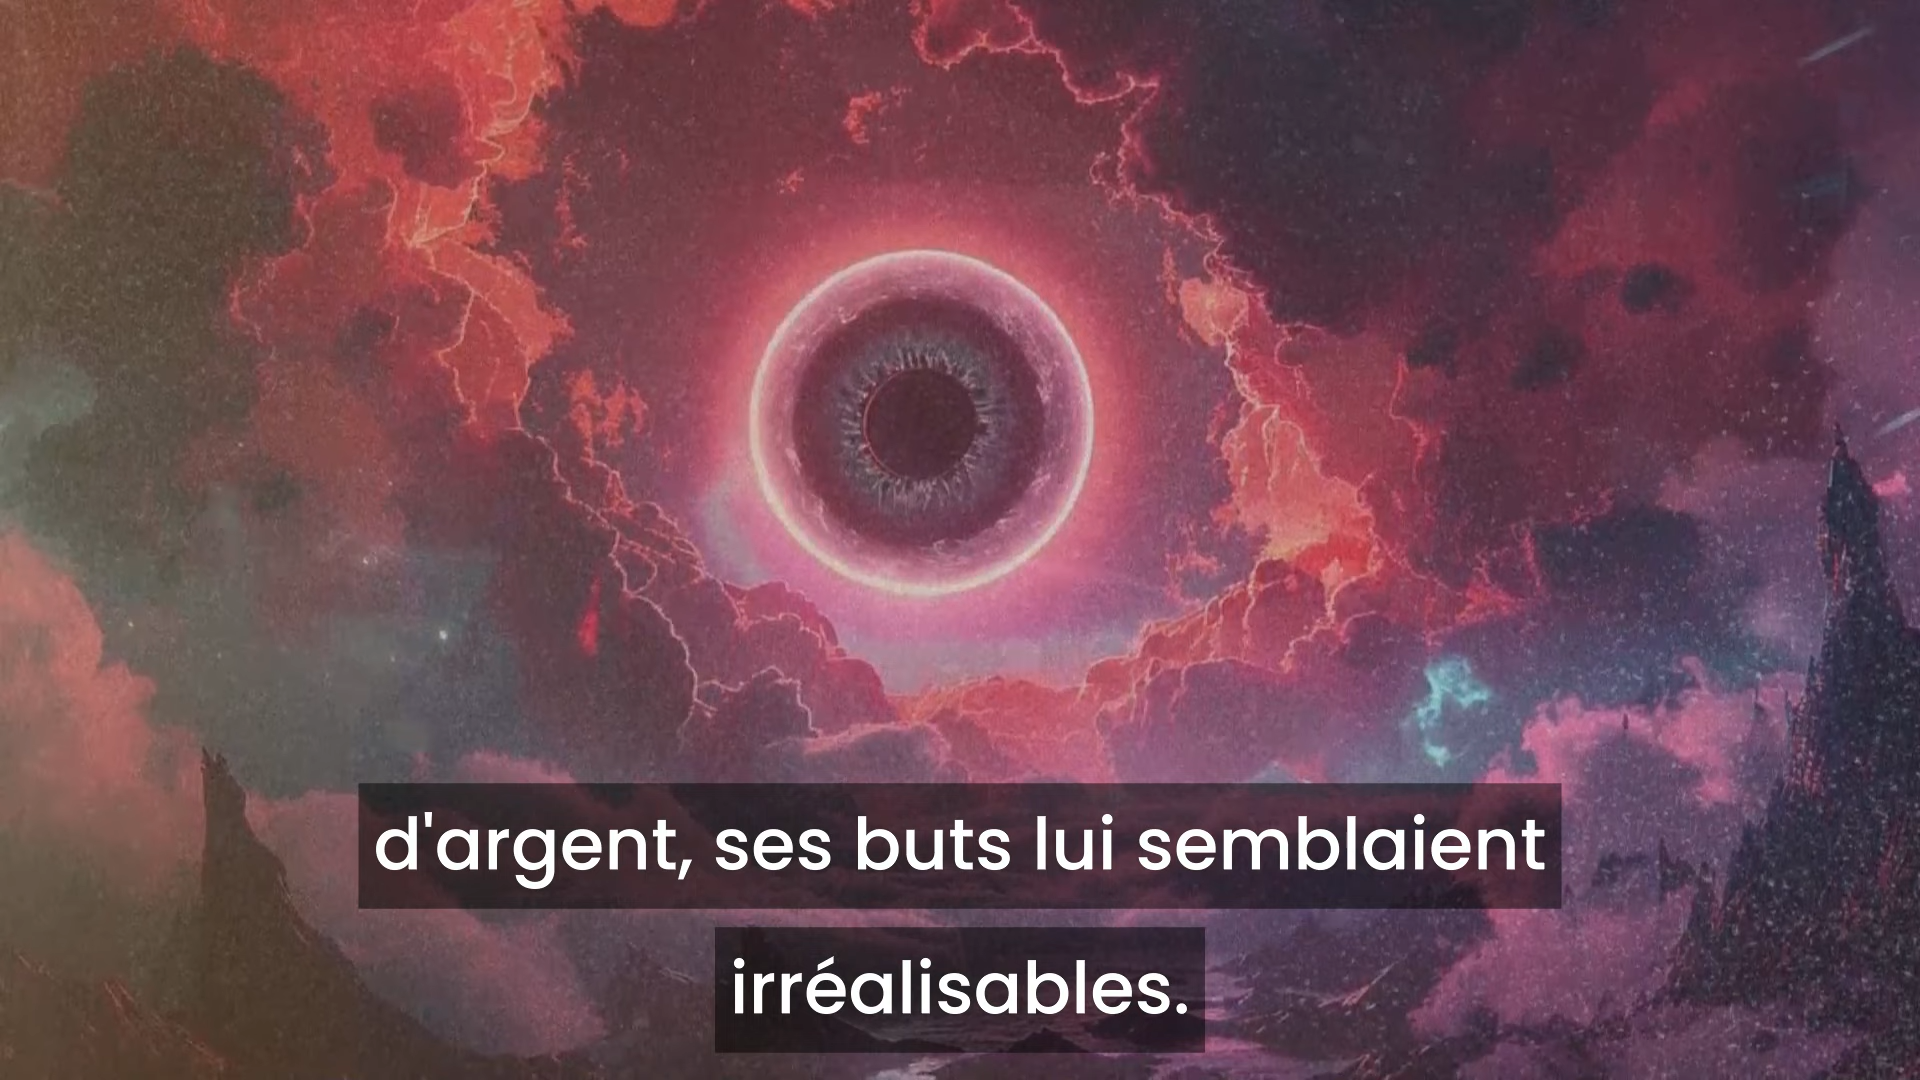 d'argent, ses buts lui semblaient
irréalisables.